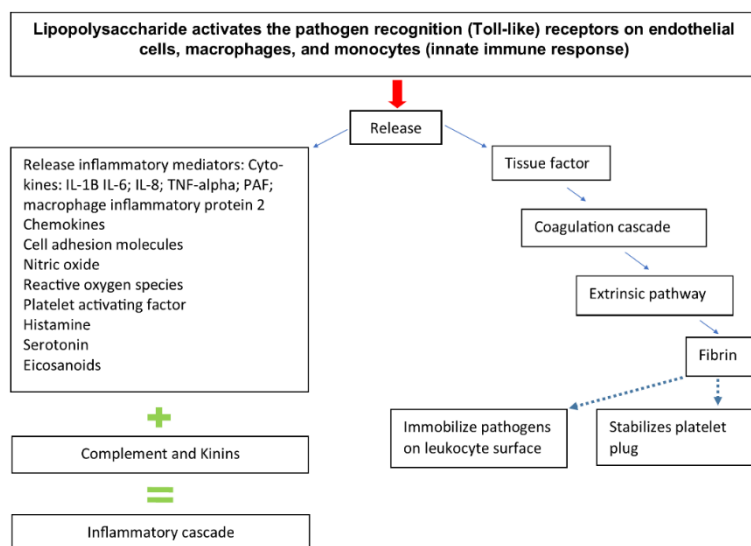 Lipopolysaccharide activates the pathogen recognition (Toll-like) receptors on endothelial
cells, macrophages, and monocytes (innate immune response)
Release
Release inflammatory mediators: Cyto-
kines: IL-1B IL-6; IL-8; TNF-alpha; PAF;
macrophage inflammatory protein 2
Chemokines
Cell adhesion molecules
Nitric oxide
Reactive oxygen species
Platelet activating factor
Histamine
Serotonin
Eicosanoids
+
Complement and Kinins
=
Inflammatory cascade
Tissue factor
Coagulation cascade
Extrinsic pathway
Fibrin
Immobilize pathogens
on leukocyte surface
Stabilizes platelet
plug